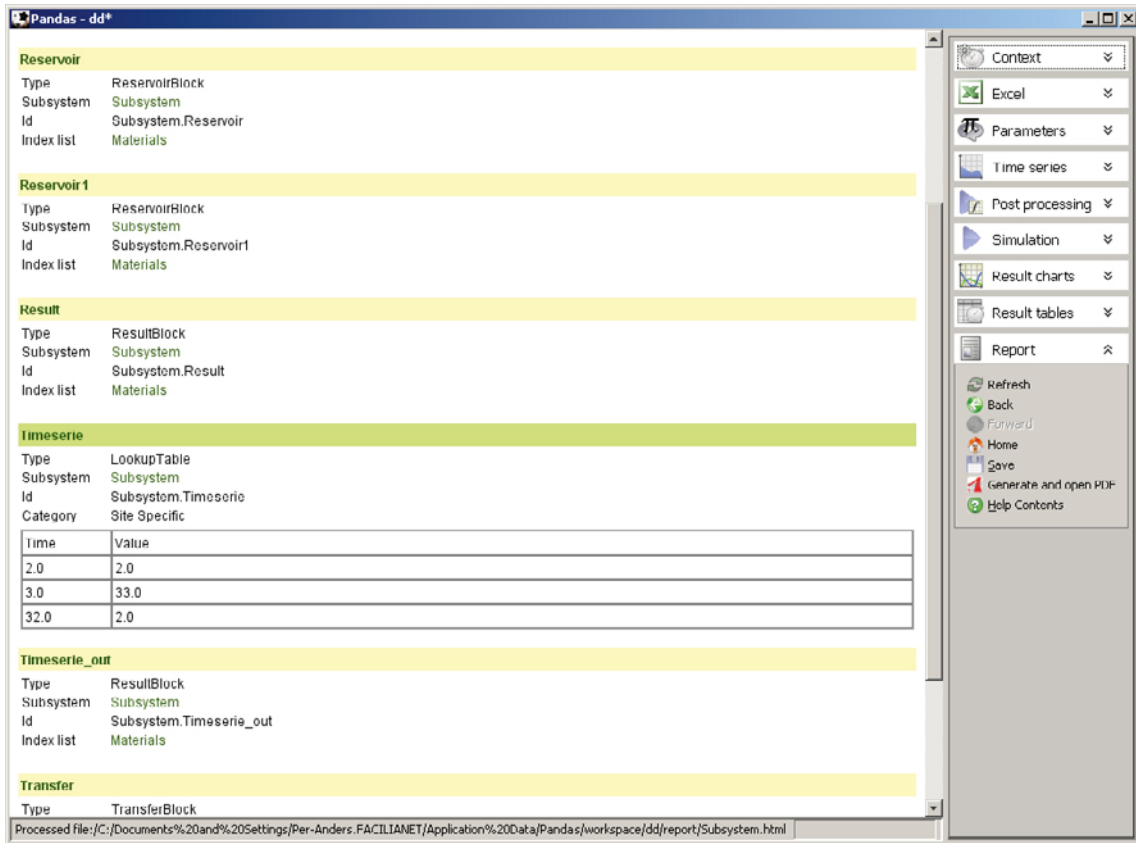 Pandas - dd*
Reservoir
Type ReservoirBlock
Subsystem Subsystem
Id Subsystem.Reservoir
Index list Materials
Reservoir1
Type ReservoirBlock
Subsystem Subsystem
Id Subsystem.Reservoir1
Index list Materials
Result
Type ResultBlock
Subsystem Subsystem
Id Subsystem.Result
Index list Materials
Timeserie
Type LookupTable
Subsystem Subsystem
Id Subsystem.Timeserie
Category Site Specific
Time Value
2.0 2.0
3.0 33.0
32.0 2.0
Timeserie_out
Type ResultBlock
Subsystem Subsystem
Id Subsystem.Timeserie_out
Index list Materials
Transfer
Type TransferBlock
Processed file:/C:/Documents%20and%20Settings/Per-Anders.FACILIANET/Application%20Data/Pandas/workspace/dd/report/Subsystem.html
Context
Excel
Parameters
Time series
Post processing
Simulation
Result charts
Result tables
Report
Refresh
Back
Forward
Home
Save
Generate and open PDF
Help Contents